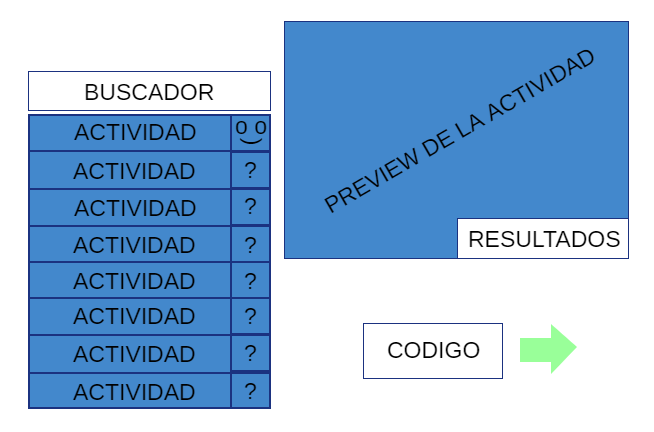 BUSCADOR
ACTIVIDAD O O
ACTIVIDAD ?
ACTIVIDAD ?
ACTIVIDAD ?
ACTIVIDAD ?
ACTIVIDAD ?
ACTIVIDAD ?
ACTIVIDAD ?
PREVIEW DE LA ACTIVIDAD
RESULTADOS
CODIGO